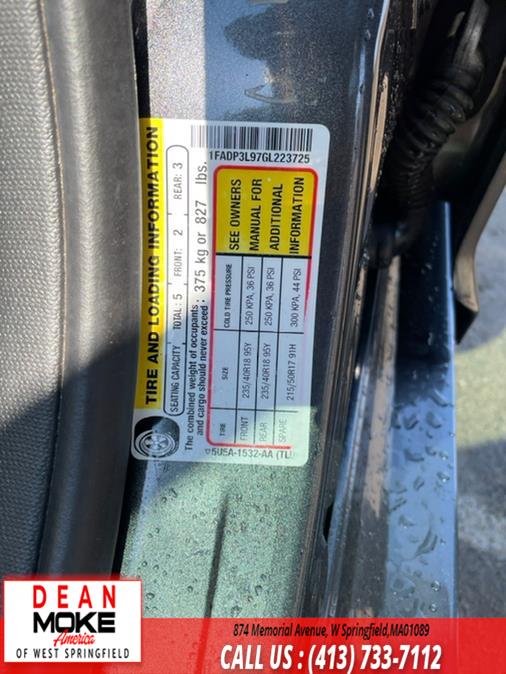 1FADP3L97GL223725
TIRE AND LOADING INFORMATION
SEATING CAPACITY TOTAL: 5 FRONT: 2 REAR: 3
The combined weight of occupants
and cargo should never exceed: 375 kg or 827 lbs.
TIRE SIZE COLD TIRE PRESSURE
FRONT 235/40R18 95Y 250 KPA, 36 PSI
REAR 235/40R18 95Y 250 KPA, 36 PSI
SPARE 215/50R17 91H 300 KPA, 44 PSI
SEE OWNERS
MANUAL FOR
ADDITIONAL
INFORMATION
5U5A-1532-AA (TL
DEAN
MOKE
America
OF WEST SPRINGFIELD
874 Memorial Avenue, W Springfield,MA01089
CALL US : (413) 733-7112